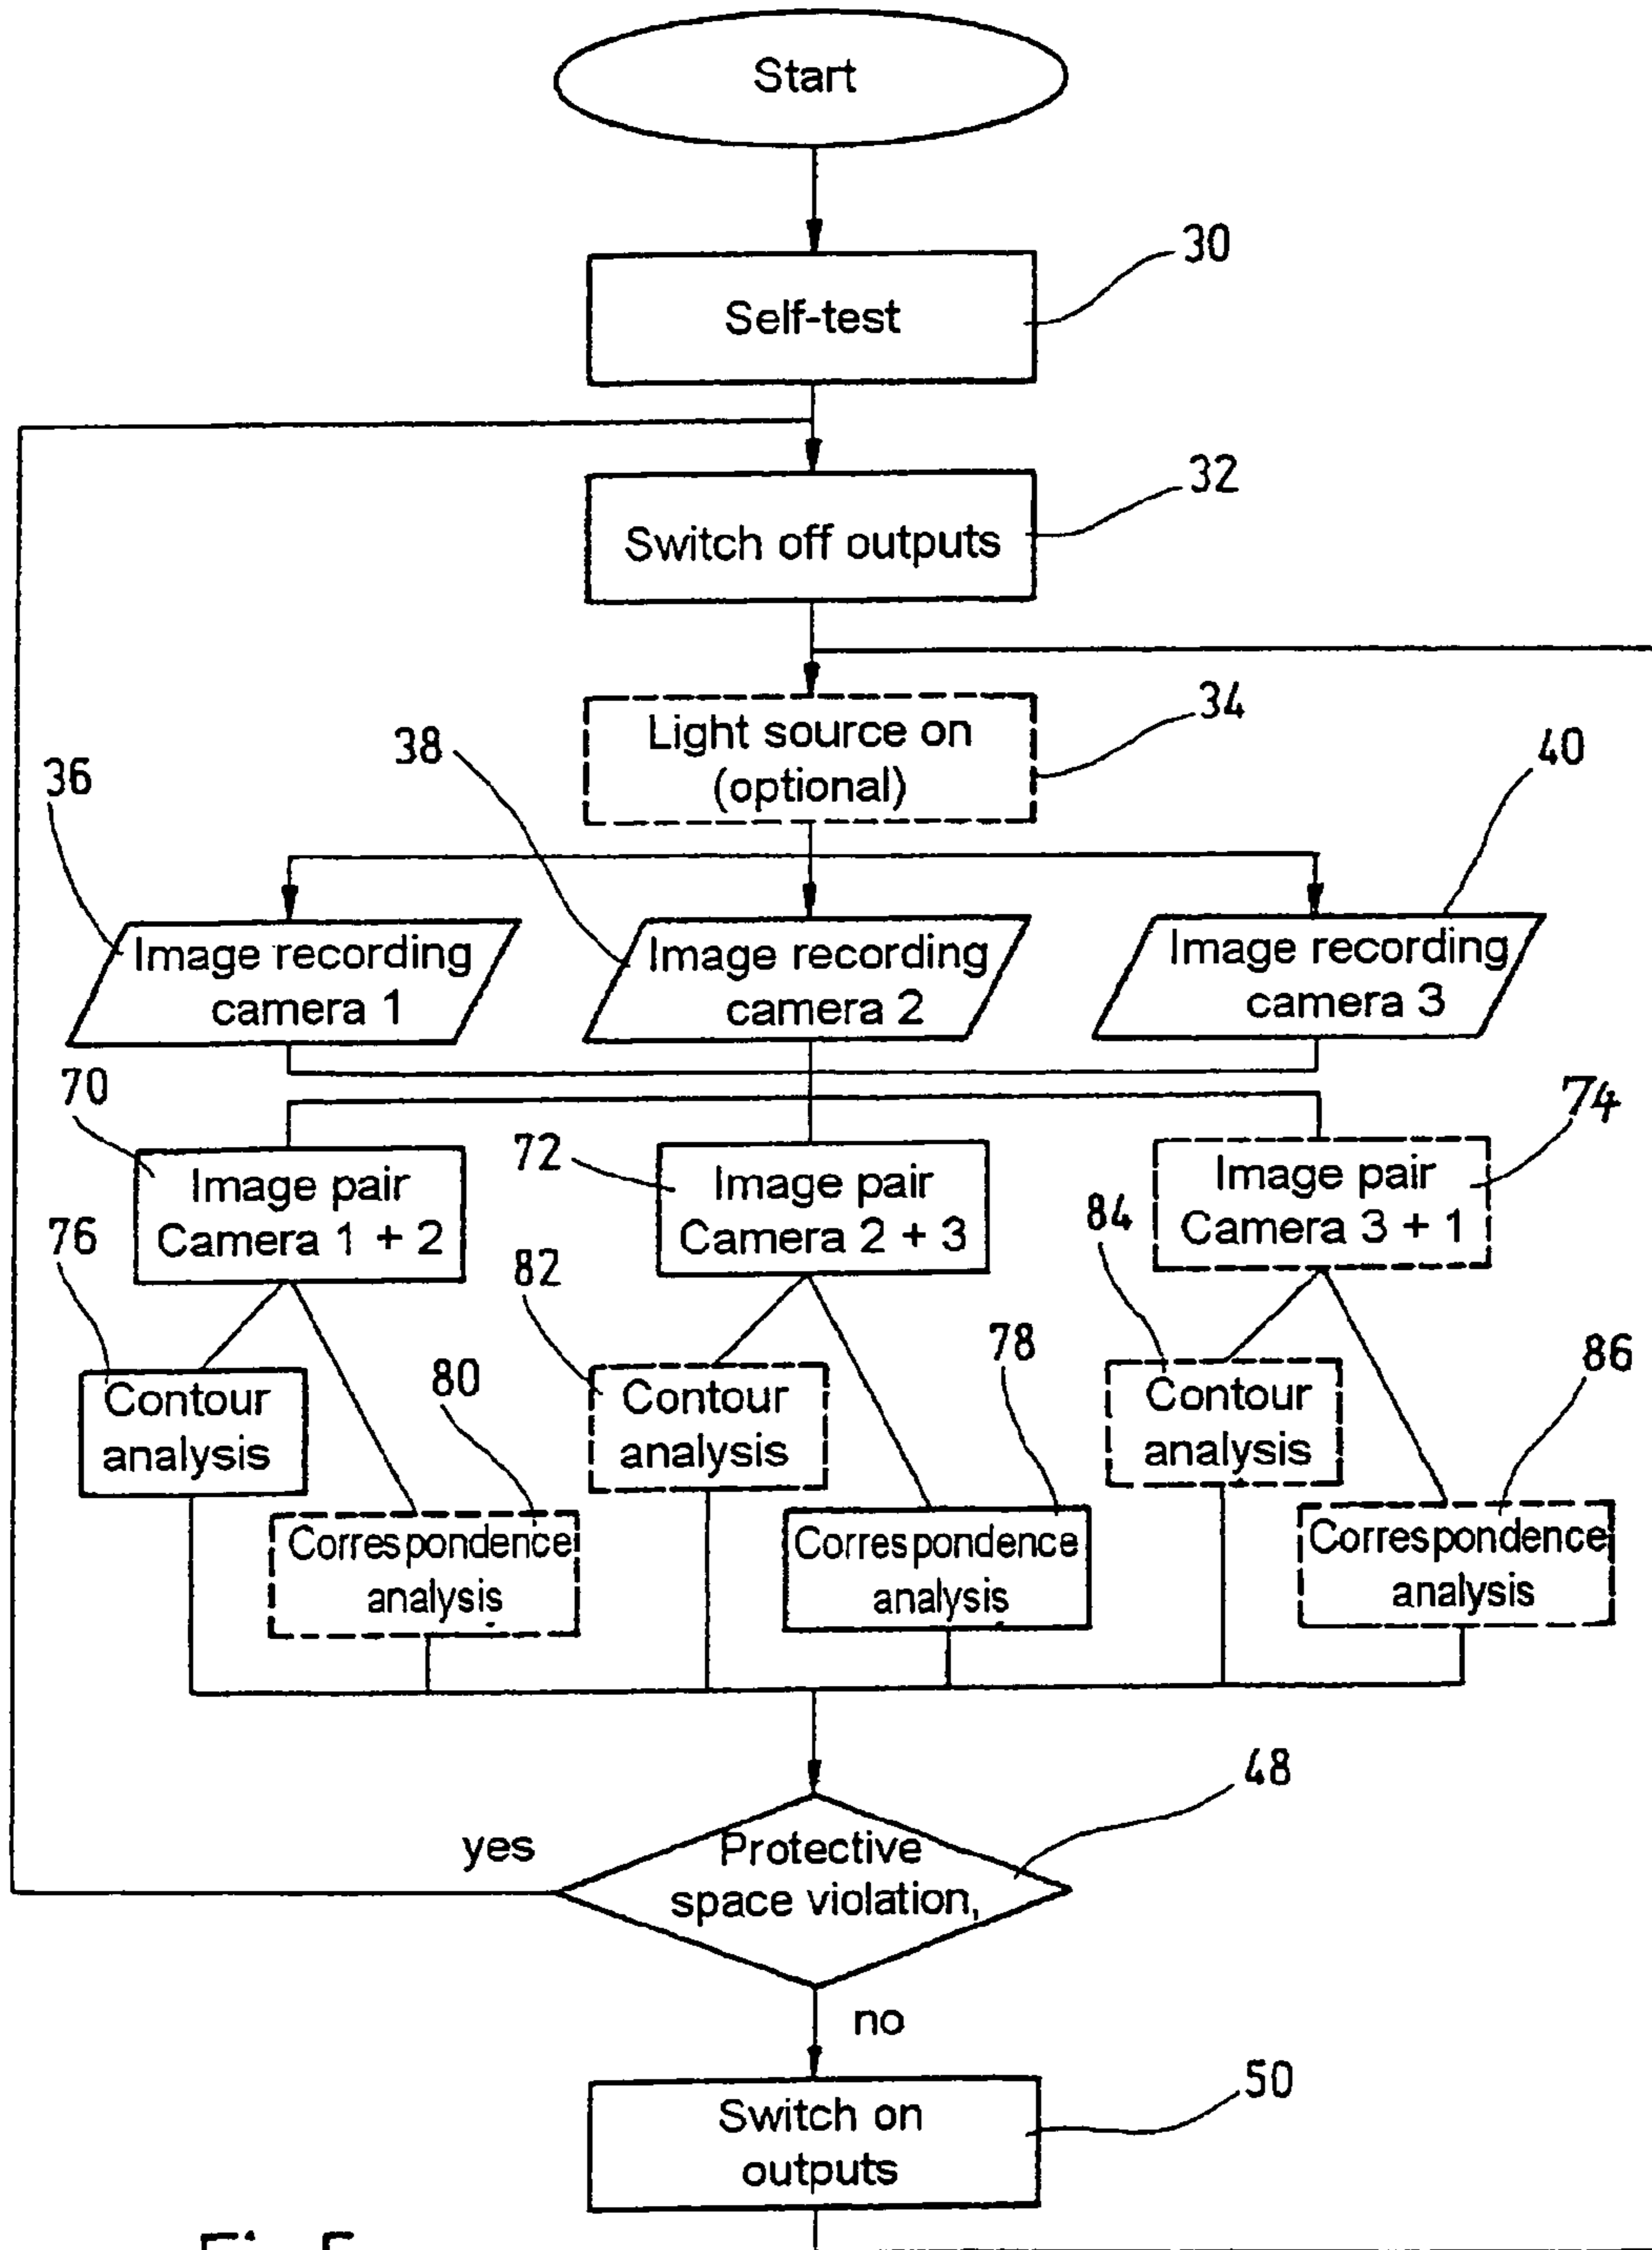 Start
30
Self-test
32
Switch off outputs
34
Light source on
(optional)
36
38
40
Image recording
camera 1
Image recording
camera 2
Image recording
camera 3
70
72
74
Image pair
Camera 1 + 2
Image pair
Camera 2 + 3
Image pair
Camera 3 + 1
76
82
84
Contour
analysis
80
Contour
analysis
78
Contour
analysis
86
Correspondence
analysis
Correspondence
analysis
Correspondence
analysis
48
yes
Protective
space violation,
no
50
Switch on
outputs